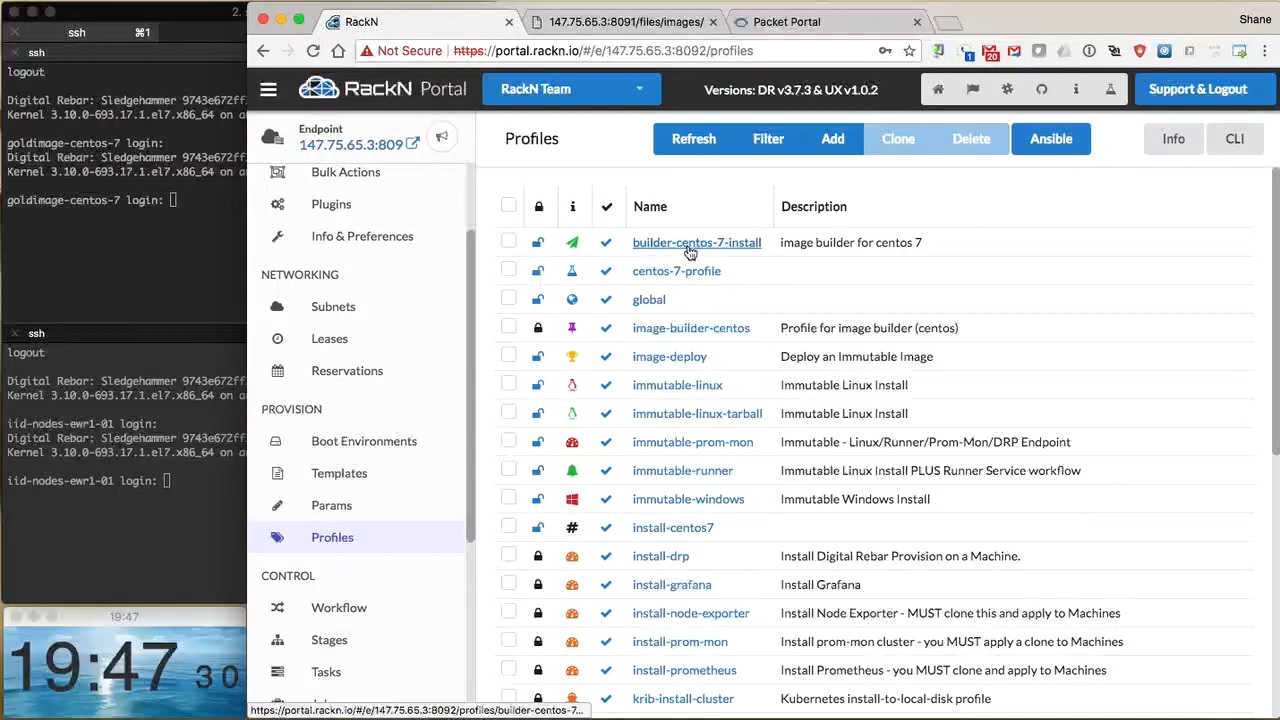 2.
ssh ⌘1
ssh
logout
Digital Rebar: Sledgehammer 9743e672ff
Kernel 3.10.0-693.17.1.el7.x86_64 on a
goldimage-centos-7 login:
Digital Rebar: Sledgehammer 9743e672ff
Kernel 3.10.0-693.17.1.el7.x86_64 on a
goldimage-centos-7 login:
ssh
logout
Digital Rebar: Sledgehammer 9743e672ff
Kernel 3.10.0-693.17.1.el7.x86_64 on a
iid-nodes-ewr1-01 login:
Digital Rebar: Sledgehammer 9743e672ff
Kernel 3.10.0-693.17.1.el7.x86_64 on a
iid-nodes-ewr1-01 login:
19:47
19:47 30
RackN
147.75.65.3:8091/files/images/
Packet Portal
Shane
Not Secure https://portal.rackn.io/#/e/147.75.65.3:8092/profiles
20
RackN Portal
RackN Team
Versions: DR v3.7.3 & UX v1.0.2
Support & Logout
Endpoint
147.75.65.3:809
Bulk Actions
Plugins
Info & Preferences
NETWORKING
Subnets
Leases
Reservations
PROVISION
Boot Environments
Templates
Params
Profiles
CONTROL
Workflow
Stages
Tasks
Profiles
Refresh Filter Add Clone Delete Ansible Info CLI
Name Description
builder-centos-7-install image builder for centos 7
centos-7-profile
global
image-builder-centos Profile for image builder (centos)
image-deploy Deploy an Immutable Image
immutable-linux Immutable Linux Install
immutable-linux-tarball Immutable Linux Install
immutable-prom-mon Immutable - Linux/Runner/Prom-Mon/DRP Endpoint
immutable-runner Immutable Linux Install PLUS Runner Service workflow
immutable-windows Immutable Windows Install
install-centos7
install-drp Install Digital Rebar Provision on a Machine.
install-grafana Install Grafana
install-node-exporter Install Node Exporter - MUST clone this and apply to Machines
install-prom-mon Install prom-mon cluster - you MUST apply a clone to Machines
install-prometheus Install Prometheus - you MUST clone and apply to Machines
krib-install-cluster Kubernetes install-to-local-disk profile
https://portal.rackn.io/#/e/147.75.65.3:8092/profiles/builder-centos-7...